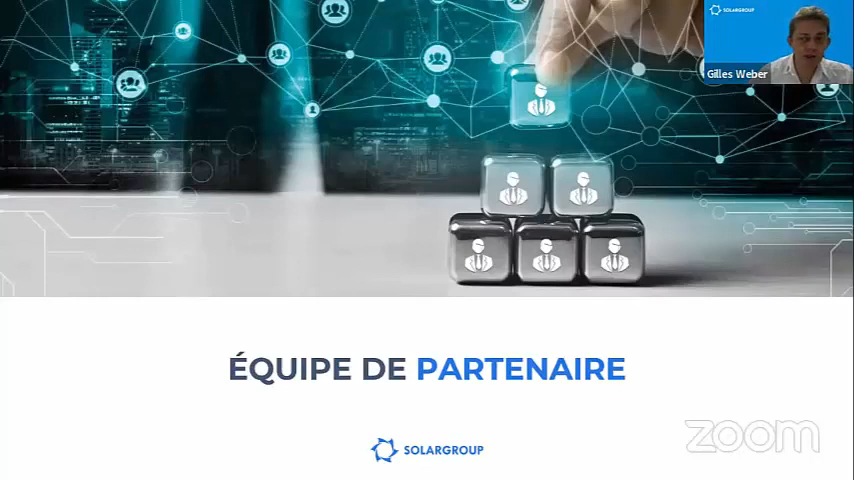 SOLARGROUP
Gilles Weber
ÉQUIPE DE PARTENAIRE
SOLARGROUP
zoom